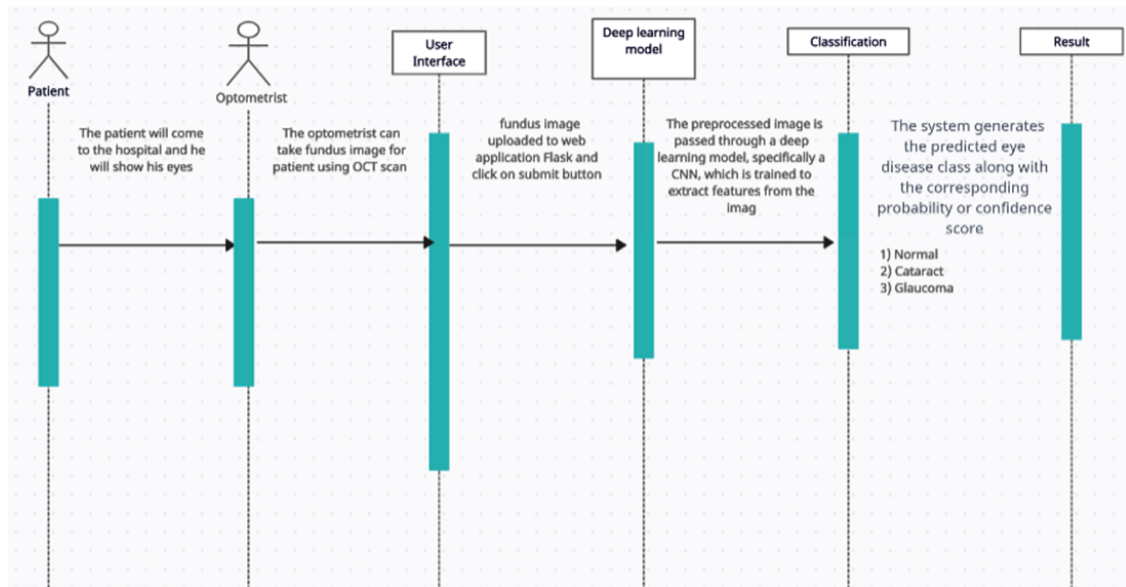 Patient
Optometrist
User
Interface
Deep learning
model
Classification
Result
The patient will come
to the hospital and he
will show his eyes
The optometrist can
take fundus image for
patient using OCT scan
fundus image
uploaded to web
application Flask and
click on submit button
The preprocessed image is
passed through a deep
learning model, specifically a
CNN, which is trained to
extract features from the
imag
The system generates
the predicted eye
disease class along with
the corresponding
probability or confidence
score
1) Normal
2) Cataract
3) Glaucoma